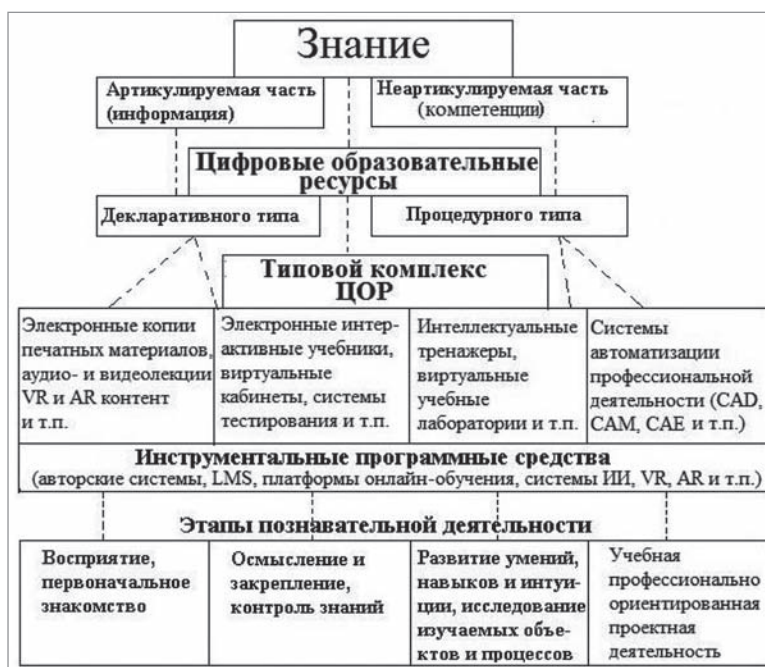 Знание
Артикулируемая часть
(информация)
Неартикулируемая часть
(компетенции)
Цифровые образовательные
ресурсы
Декларативного типа
Процедурного типа
Типовой комплекс
ЦОР
Электронные копии
печатных материалов,
аудио- и видеолекции
VR и AR контент
и т.п.
Электронные интер-
активные учебники,
виртуальные
кабинеты, системы
тестирования и т.п.
Интеллектуальные
тренажеры,
виртуальные
учебные
лаборатории и т.п.
Системы
автоматизации
профессиональной
деятельности (CAD,
CAM, CAE и т.п.)
Инструментальные программные средства
(авторские системы, LMS, платформы онлайн-обучения, системы ИИ, VR, AR и т.п.)
Этапы познавательной деятельности
Восприятие,
первоначальное
знакомство
Осмысление и
закрепление,
контроль знаний
Развитие умений,
навыков и интуи-
ции, исследование
изучаемых объе-
ктов и процессов
Учебная
профессионально
ориентированная
проектная
деятельность